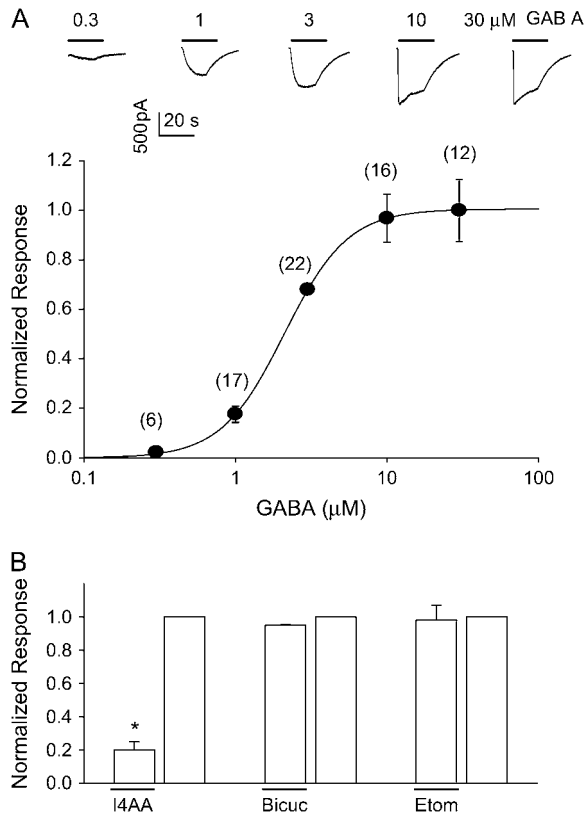 A
0.3 1 3 10 30 μM GAB A
500pA
20 s
Normalized Response
1.2
1.0
0.8
0.6
0.4
0.2
0.0
(6)
(17)
(22)
(16)
(12)
0.1 1 10 100
GABA (μM)
B
Normalized Response
1.0
0.8
0.6
0.4
0.2
0.0
*
I4AA Bicuc Etom